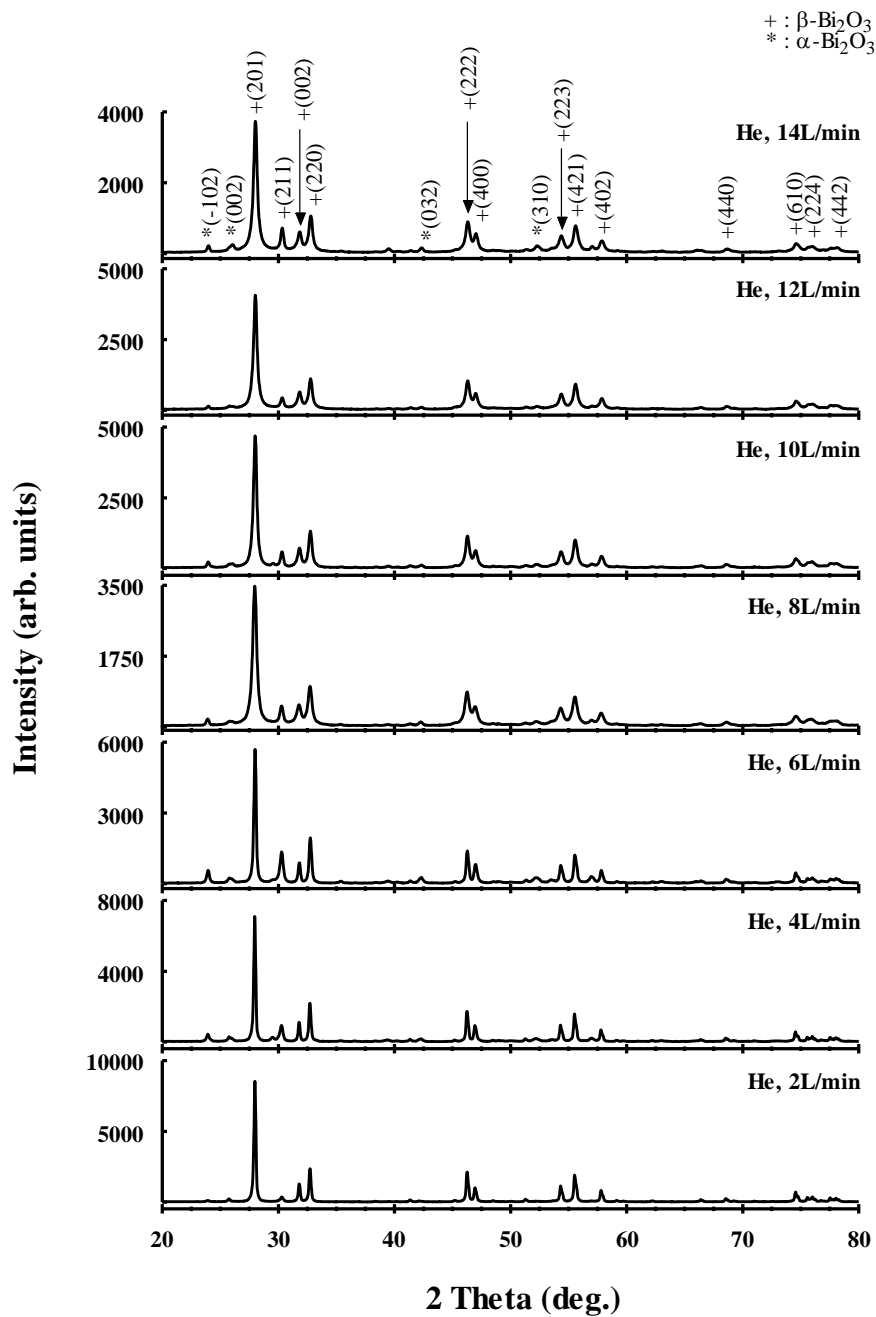 + : β-Bi₂O₃
* : α-Bi₂O₃
+(201)
+(002)
+(222)
+(223)
4000
He, 14L/min
*(-102)
*(002)
+(211)
+(220)
*(032)
+(400)
*(310)
+(421)
+(402)
+(440)
+(610)
+(224)
+(442)
2000
5000
He, 12L/min
2500
5000
He, 10L/min
2500
3500
He, 8L/min
1750
6000
He, 6L/min
3000
8000
He, 4L/min
4000
10000
He, 2L/min
5000
Intensity (arb. units)
20 30 40 50 60 70 80
2 Theta (deg.)